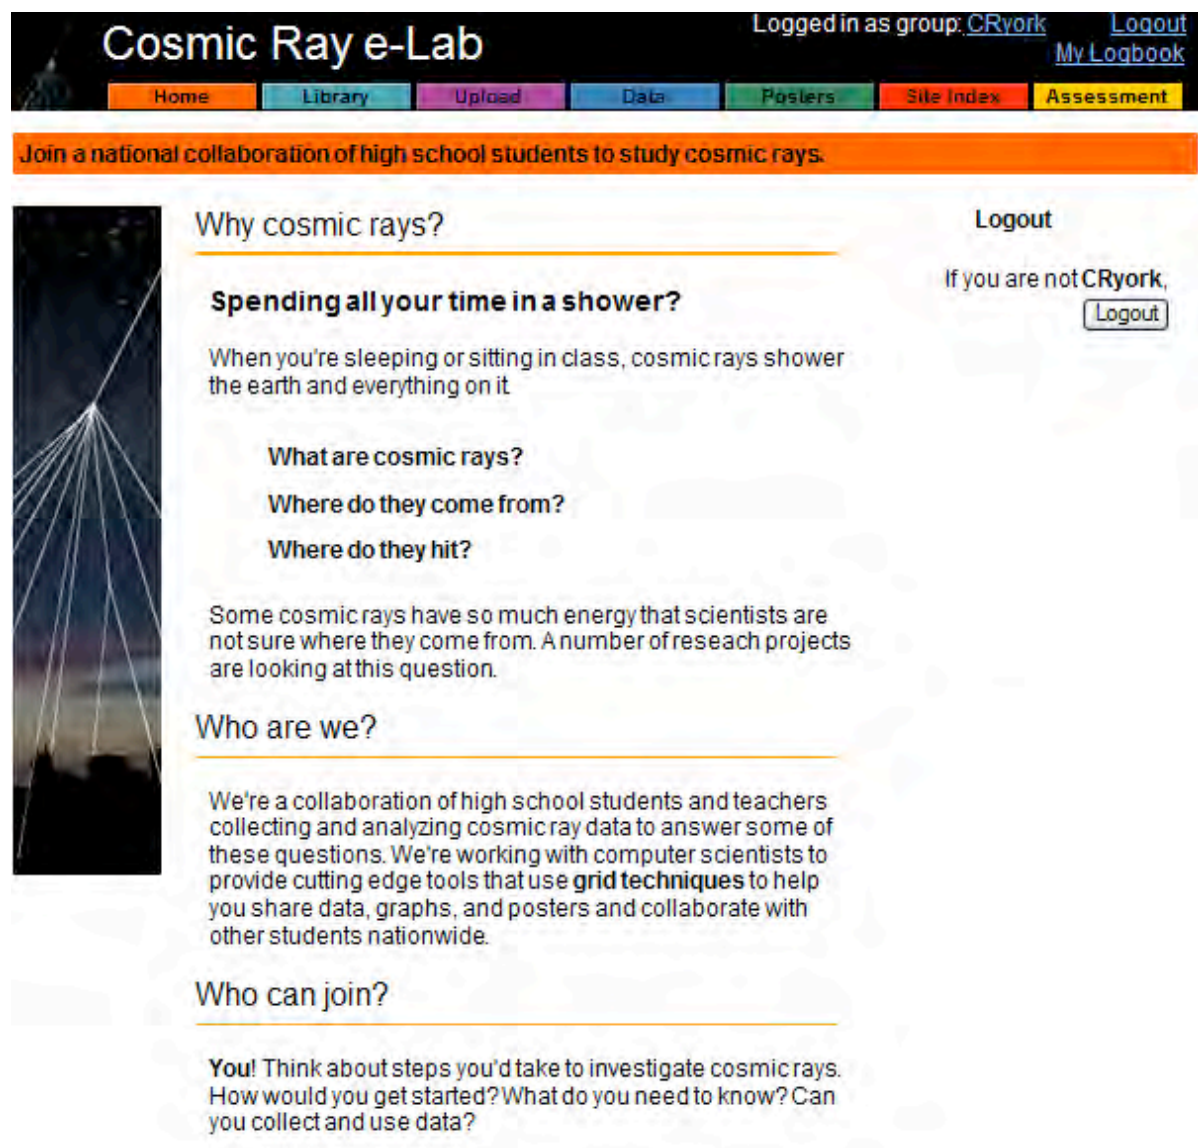 Cosmic Ray e-Lab
Logged in as group: CRyork Logout
My Logbook
Home Library Upload Data Posters Site Index Assessment
Join a national collaboration of high school students to study cosmic rays.
Why cosmic rays?
Spending all your time in a shower?
When you're sleeping or sitting in class, cosmic rays shower
the earth and everything on it.
What are cosmic rays?
Where do they come from?
Where do they hit?
Some cosmic rays have so much energy that scientists are
not sure where they come from. A number of reseach projects
are looking at this question.
Who are we?
We're a collaboration of high school students and teachers
collecting and analyzing cosmic ray data to answer some of
these questions. We're working with computer scientists to
provide cutting edge tools that use grid techniques to help
you share data, graphs, and posters and collaborate with
other students nationwide.
Who can join?
You! Think about steps you'd take to investigate cosmic rays.
How would you get started? What do you need to know? Can
you collect and use data?
Logout
If you are not CRyork,
Logout